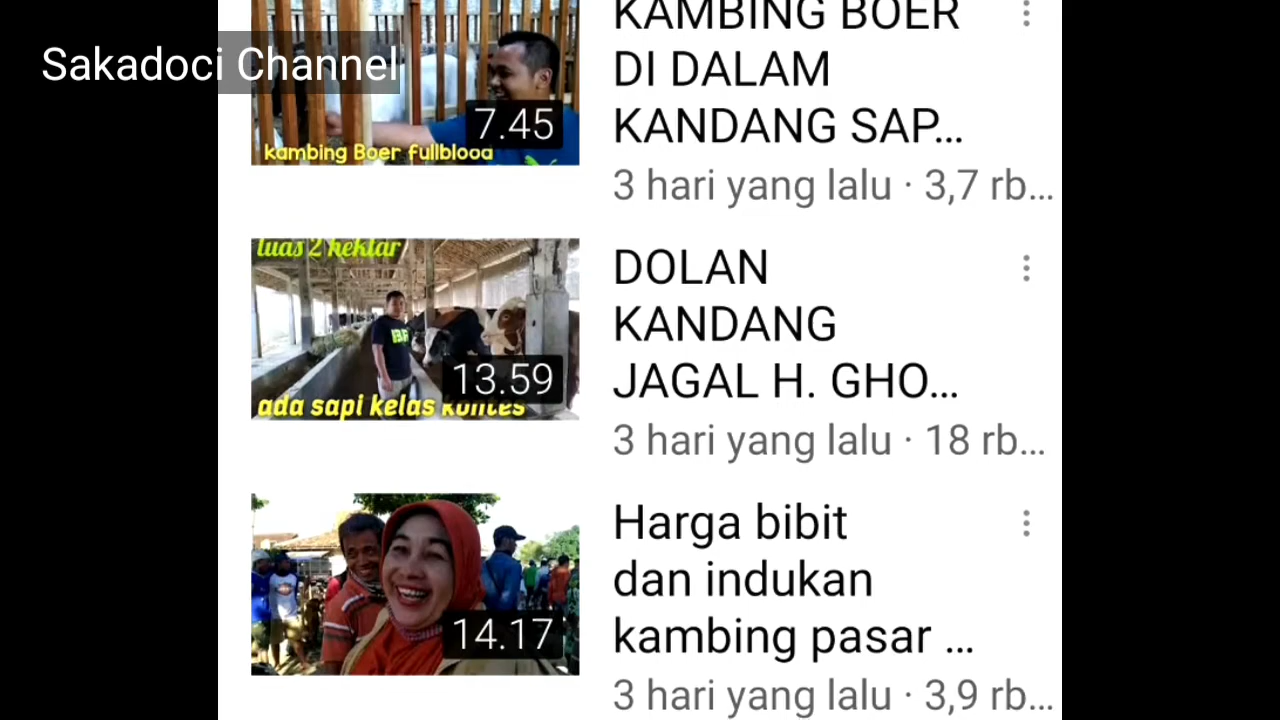 Sakadoci Channel
KAMBING BOER
DI DALAM
KANDANG SAP...
3 hari yang lalu · 3,7 rb...
7.45
kambing Boer fullblood
DOLAN
KANDANG
JAGAL H. GHO...
3 hari yang lalu · 18 rb...
luas 2 hektar
13.59
ada sapi kelas kontes
Harga bibit
dan indukan
kambing pasar ...
3 hari yang lalu · 3,9 rb...
14.17